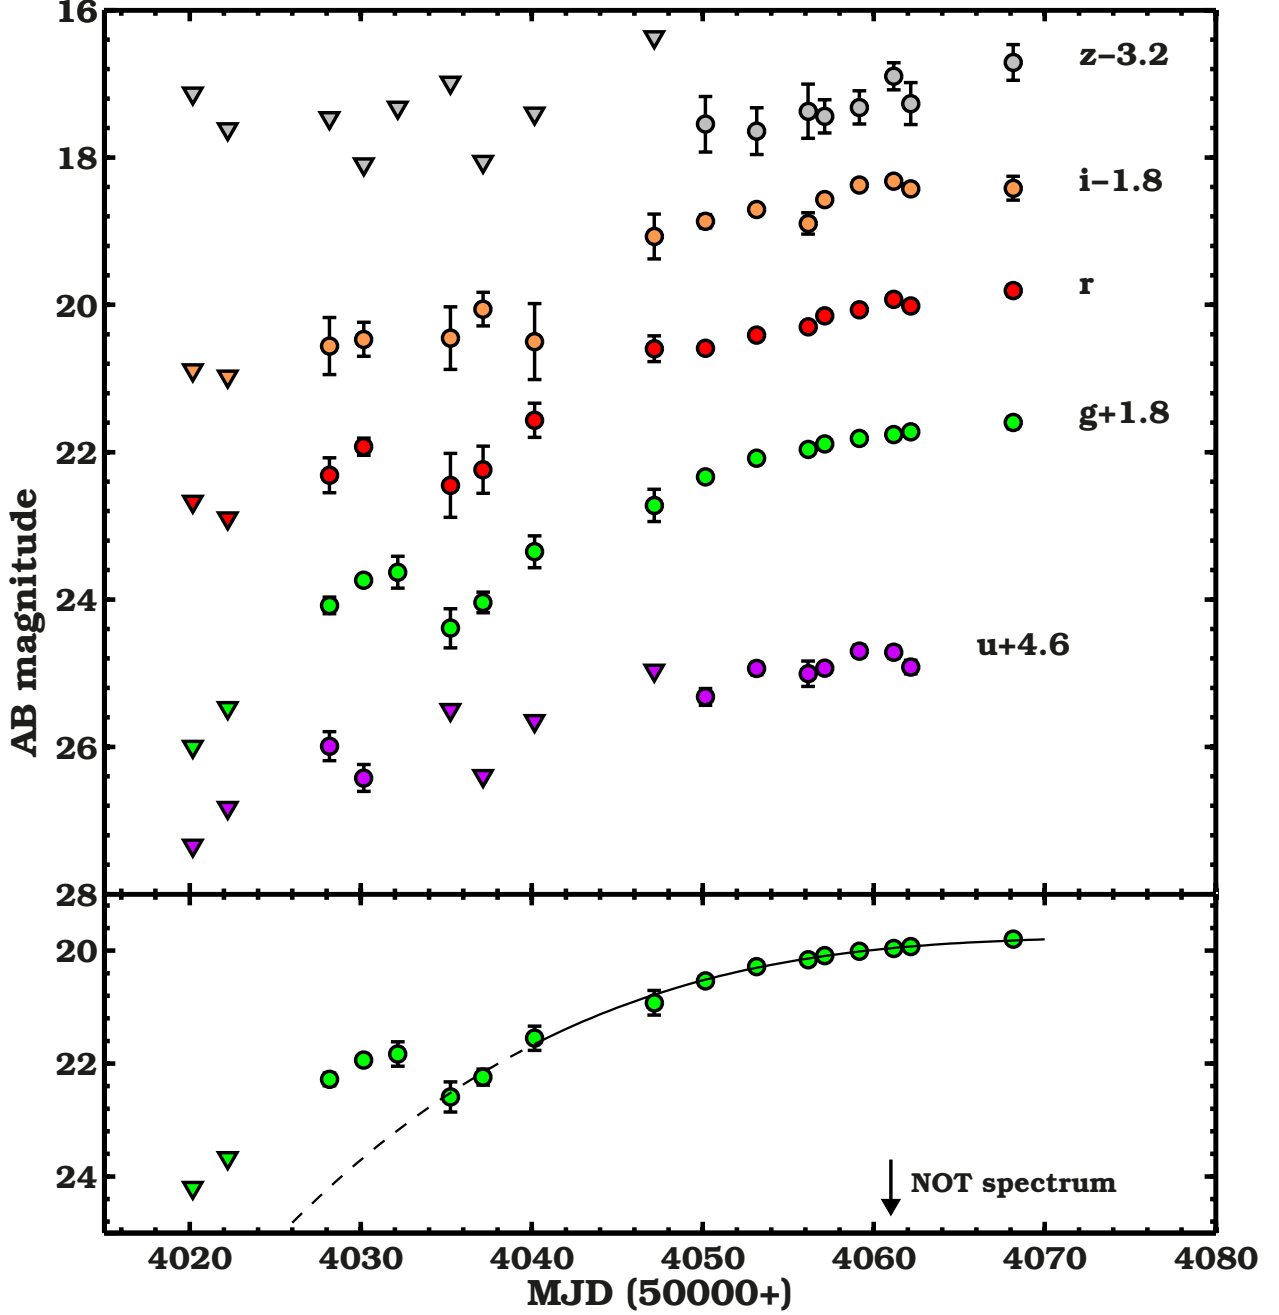 16
z−3.2
18
i−1.8
20
r
22
g+1.8
24
u+4.6
26
28
AB magnitude
20
22
24
NOT spectrum
4020 4030 4040 4050 4060 4070 4080
MJD (50000+)